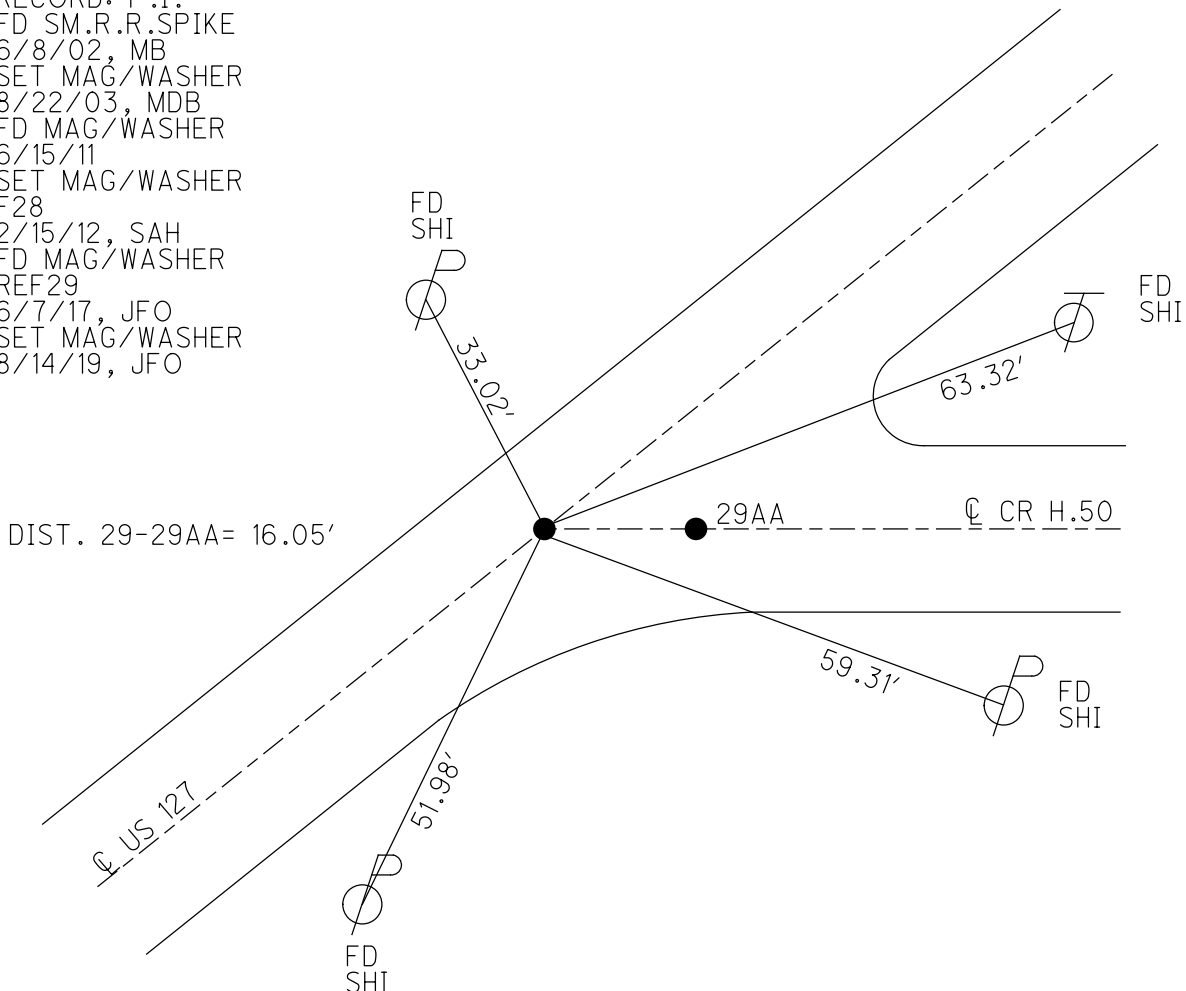 RECORD: P.I.
FD SM.R.R.SPIKE
6/8/02, MB
SET MAG/WASHER
8/22/03, MDB
FD MAG/WASHER
6/15/11
SET MAG/WASHER
F28
2/15/12, SAH
FD MAG/WASHER
REF29
6/7/17, JFO
SET MAG/WASHER
8/14/19, JFO
FD
SHI
33.02'
FD
SHI
63.32'
DIST. 29-29AA= 16.05'
29AA
℄ CR H.50
59.31'
FD
SHI
51.98'
℄ US 127
FD
SHI